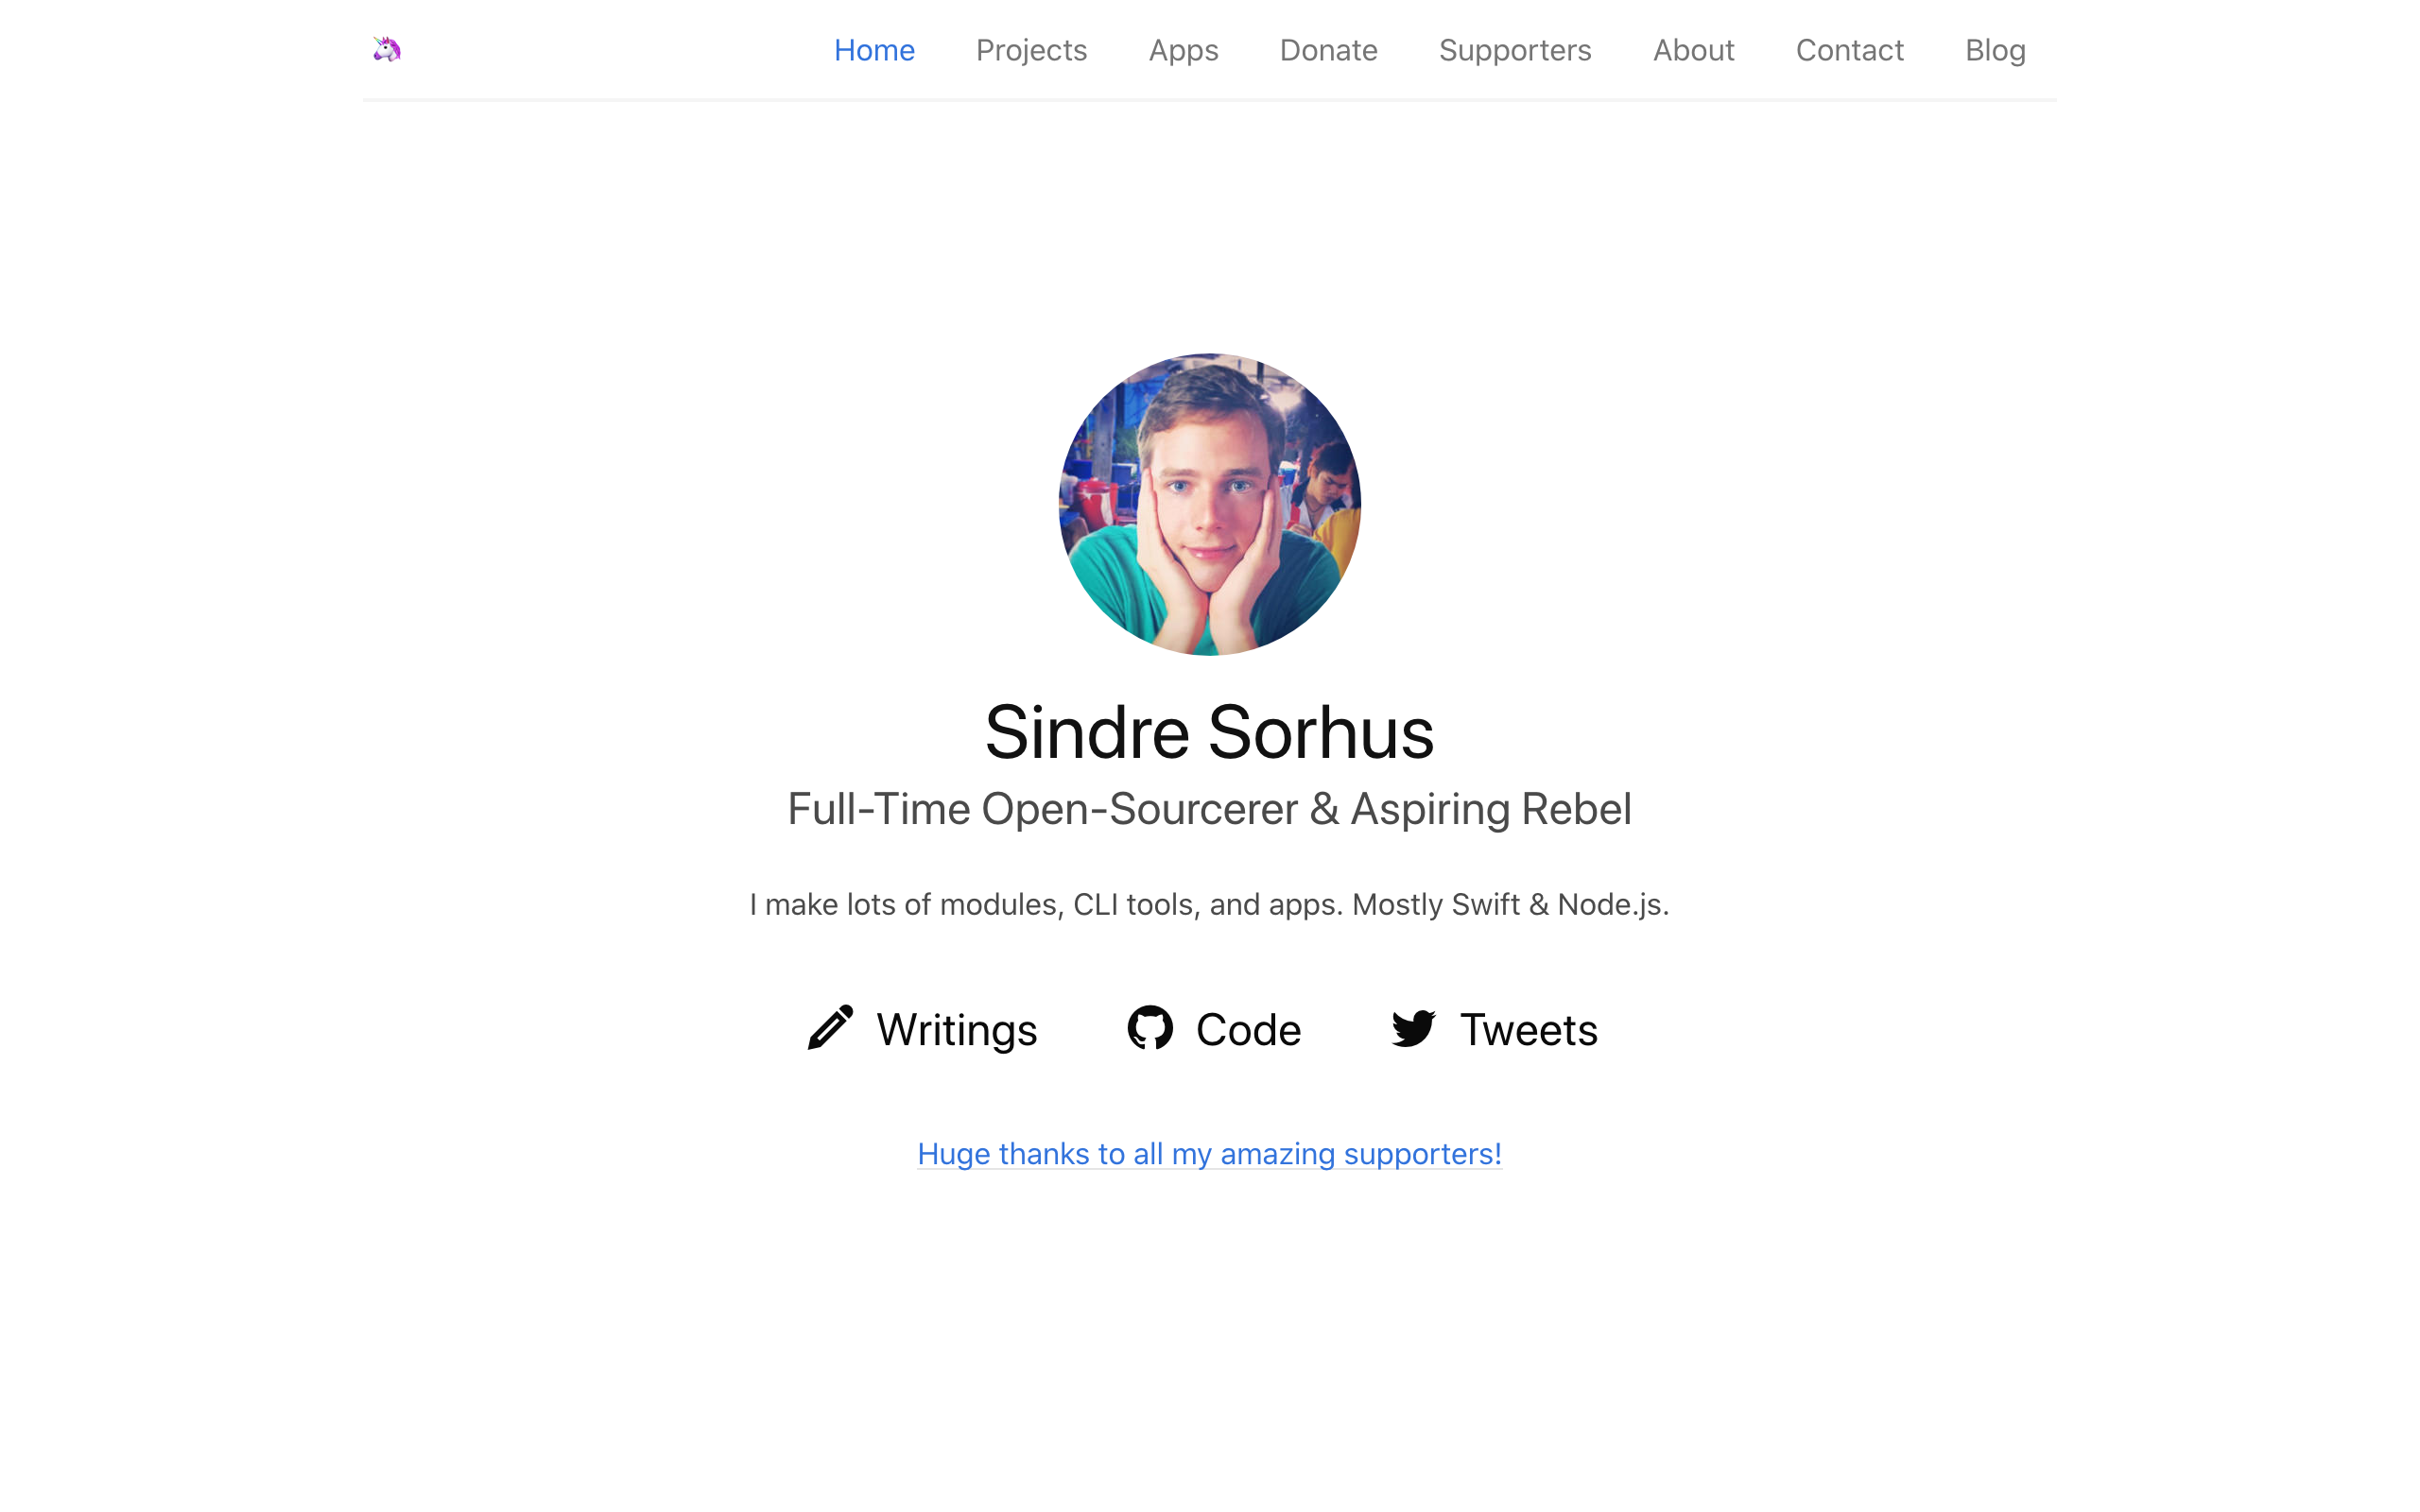 Home Projects Apps Donate Supporters About Contact Blog
Sindre Sorhus
Full-Time Open-Sourcerer & Aspiring Rebel
I make lots of modules, CLI tools, and apps. Mostly Swift & Node.js.
Writings Code Tweets
Huge thanks to all my amazing supporters!